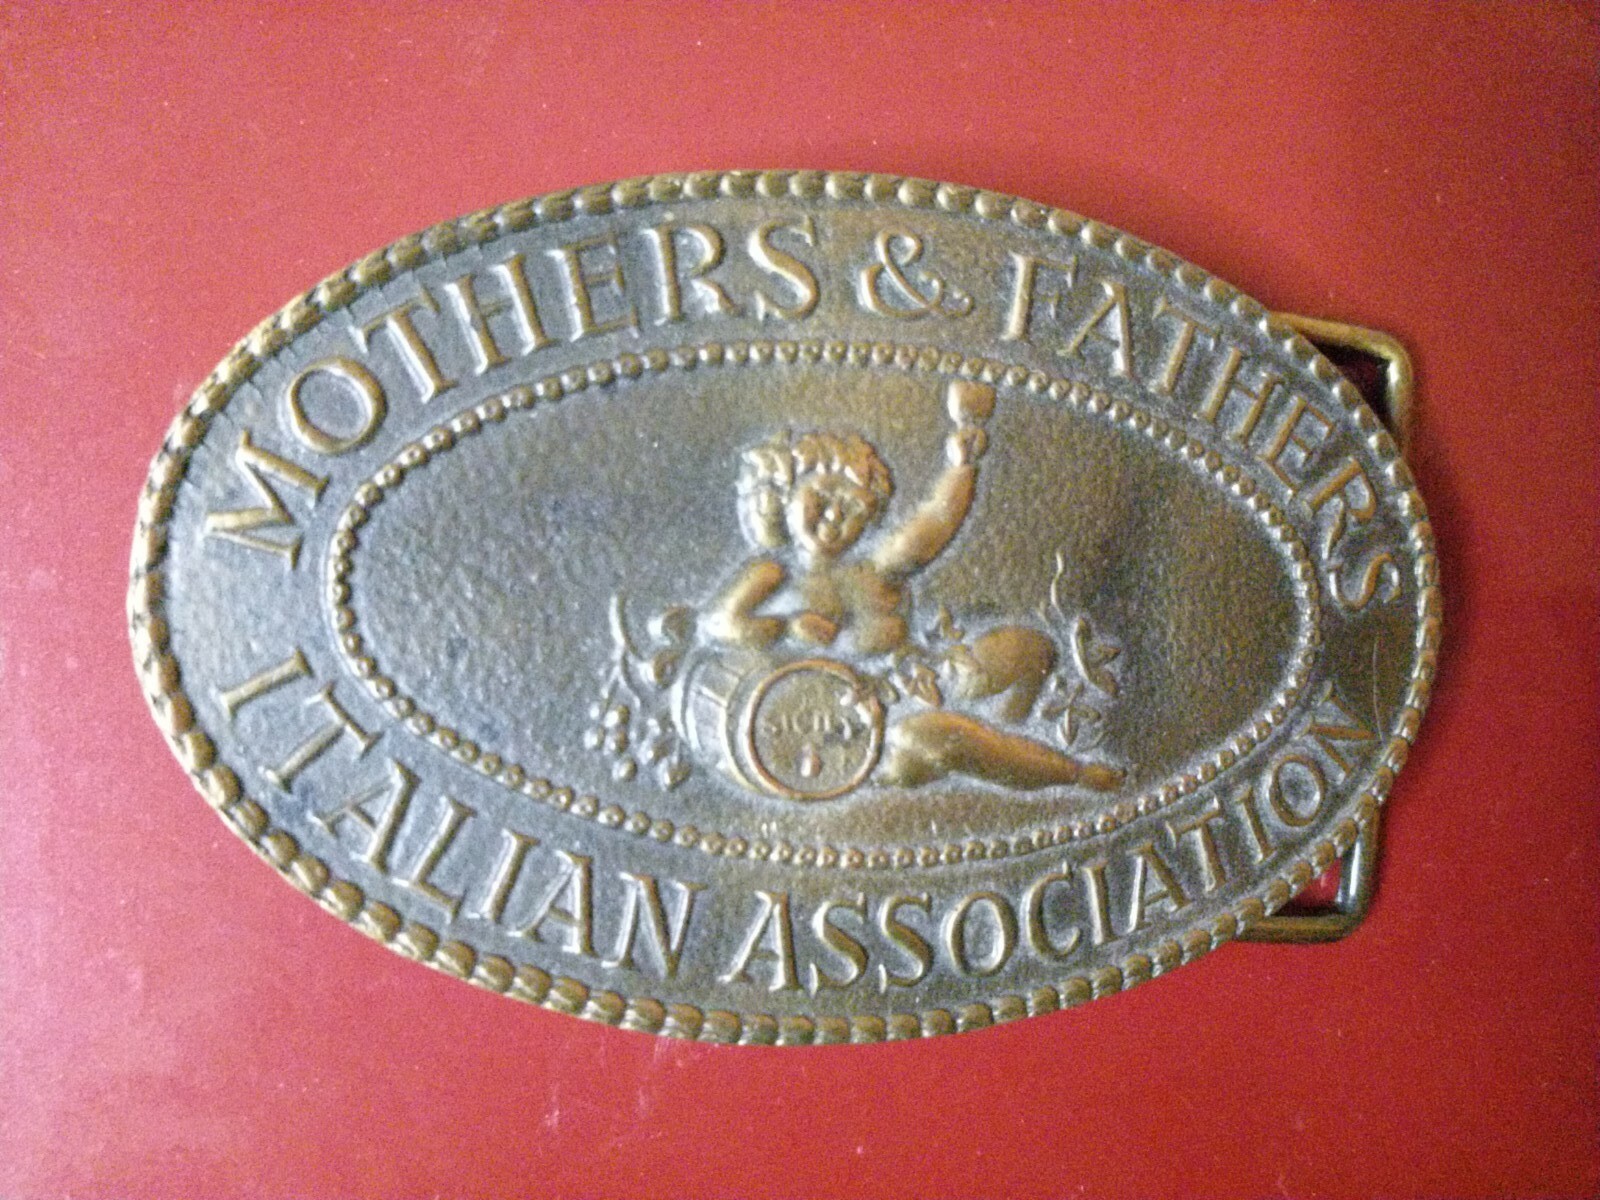 MOTHERS & FATHERS
ITALIAN ASSOCIATION